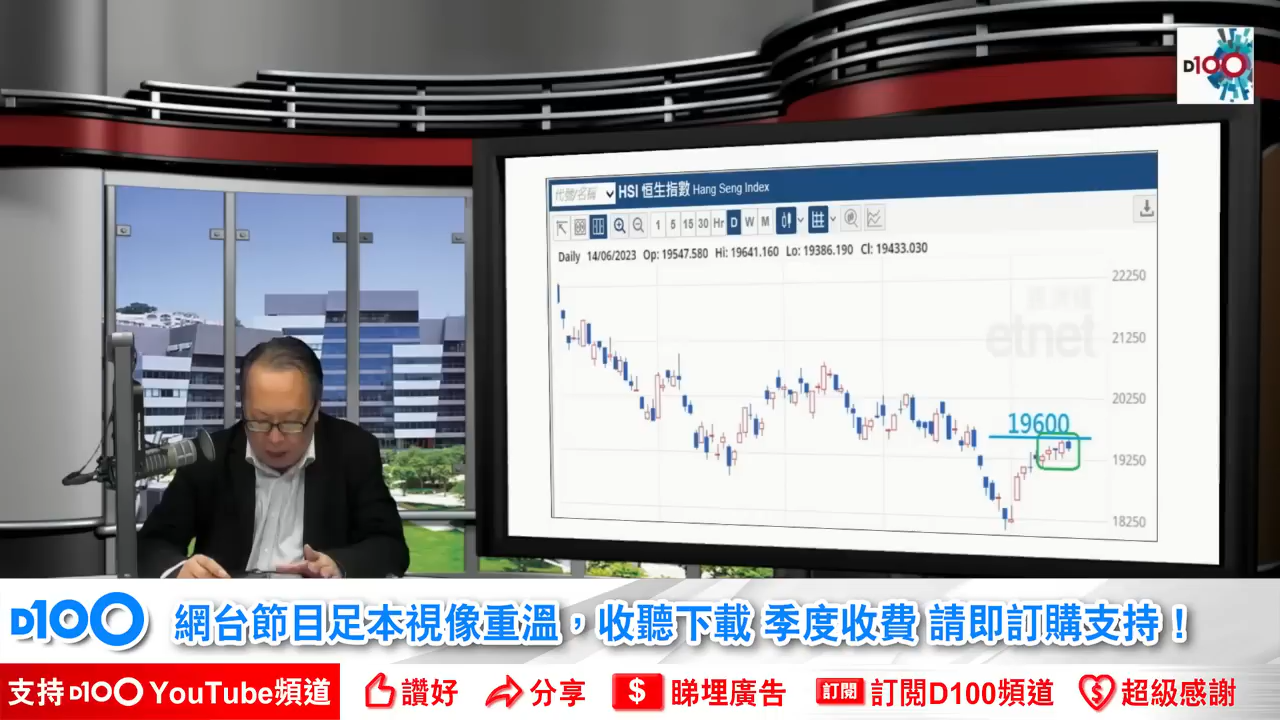 D100
代號/名稱 HSI 恒生指數 Hang Seng Index
1 5 15 30 Hr D W M
Daily 14/06/2023 Op: 19547.580 Hi: 19641.160 Lo: 19386.190 Cl: 19433.030
22250
etnet
21250
20250
19600
19250
18250
D100 網台節目足本視像重溫，收聽下載 季度收費 請即訂購支持！
支持D100 YouTube頻道 讚好 分享 $ 睇埋廣告 訂閱 訂閱D100頻道 $ 超級感謝